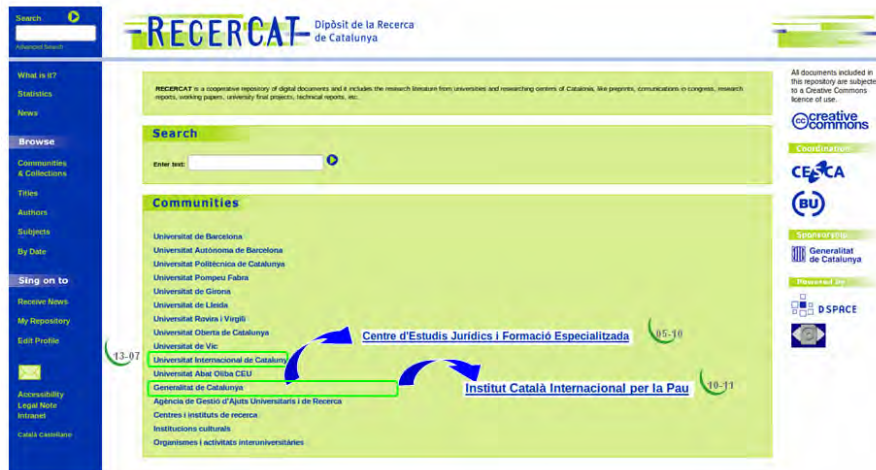 Search
Advanced Search
What is it?
Statistics
News
Browse
Communities
& Collections
Titles
Authors
Subjects
By Date
Sing on to
Receive News
My Repository
Edit Profile
Accessibility
Legal Note
Intranet
Català Castellano
RECERCAT
Dipòsit de la Recerca
de Catalunya
RECERCAT is a cooperative repository of digital documents and it includes the research literature from universities and researching centers of Catalonia, like preprints, comunications to congress, research
reports, working papers, university final projects, technical reports, etc.
Search
Enter text:
Communities
Universitat de Barcelona
Universitat Autònoma de Barcelona
Universitat Politècnica de Catalunya
Universitat Pompeu Fabra
Universitat de Girona
Universitat de Lleida
Universitat Rovira i Virgili
Universitat Oberta de Catalunya
Universitat de Vic
Universitat Internacional de Catalunya
Universitat Abat Oliba CEU
Generalitat de Catalunya
Agència de Gestió d'Ajuts Universitaris i de Recerca
Centres i instituts de recerca
Institucions culturals
Organismes i activitats interuniversitàries
13-07
Centre d'Estudis Jurídics i Formació Especialitzada
05-10
Institut Català Internacional per la Pau
10-11
All documents included in
this repository are subjecte
to a Creative Commons
licence of use.
cc creative
commons
Coordination
CESCA
(BU)
Sponsorship
Generalitat
de Catalunya
Powered by
DSPACE